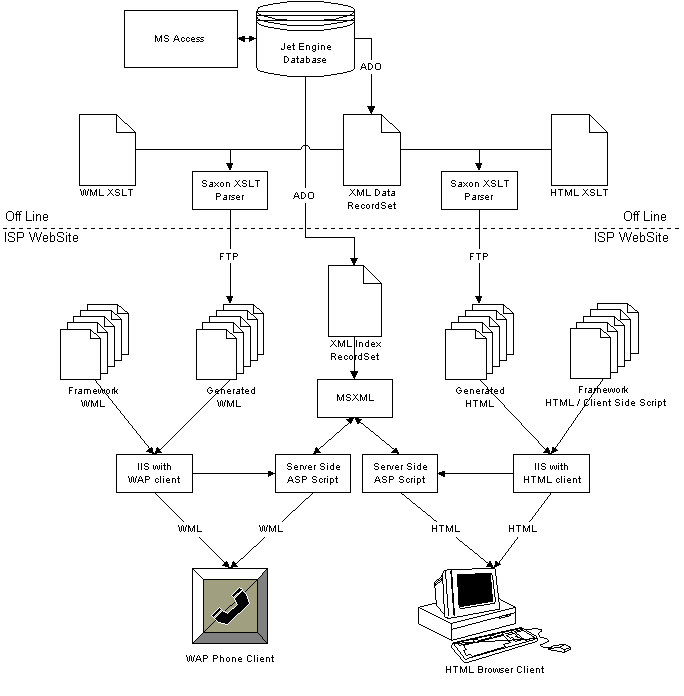 MS Access
Jet Engine
Database
ADO
WML XSLT
Saxon XSLT
Parser
ADO
XML Data
RecordSet
Saxon XSLT
Parser
HTML XSLT
Off Line
Off Line
ISP WebSite
ISP WebSite
FTP
FTP
XML Index
RecordSet
Framework
WML
Generated
WML
MSXML
Generated
HTML
Framework
HTML / Client Side Script
IIS with
WAP client
Server Side
ASP Script
Server Side
ASP Script
IIS with
HTML client
WML
WML
HTML
HTML
WAP Phone Client
HTML Browser Client